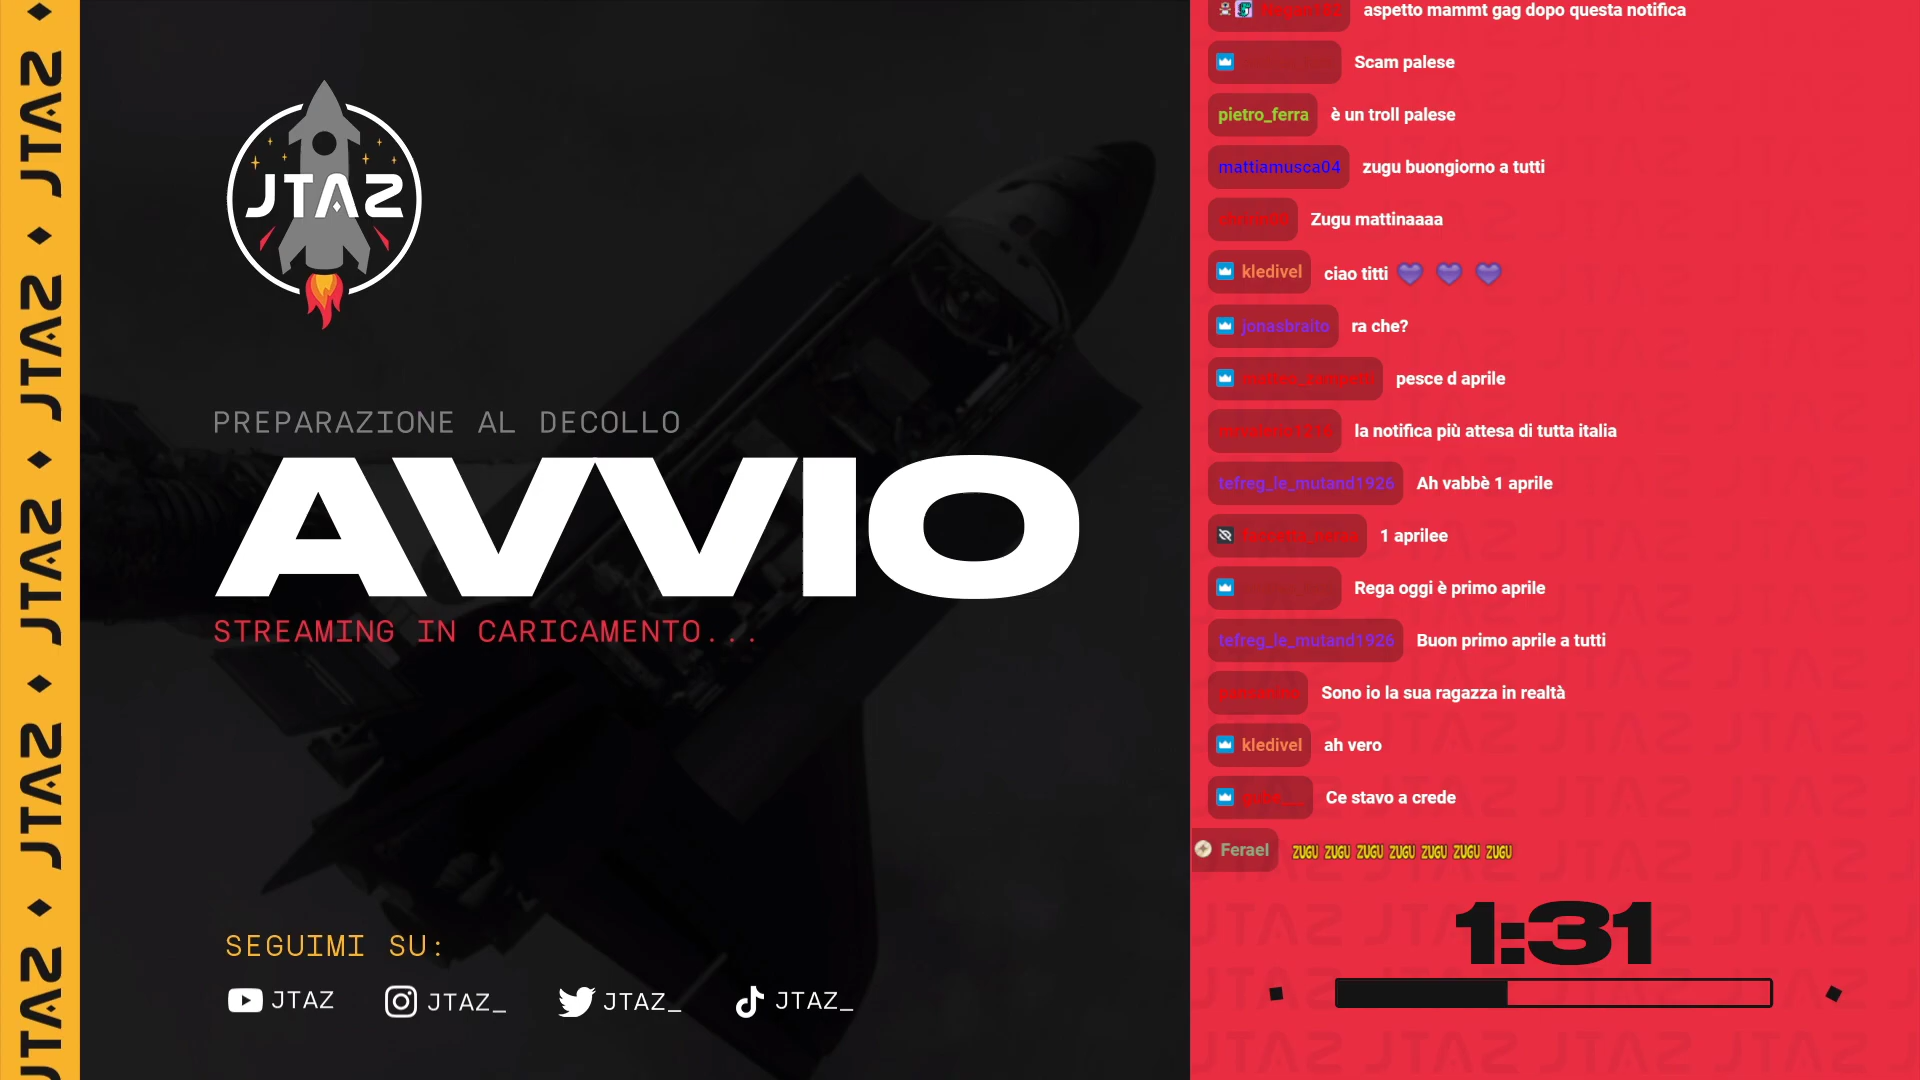 JTAZ
JTAZ
JTAZ
JTAZ
JTAZ
JTAZ
PREPARAZIONE AL DECOLLO
AVVIO
STREAMING IN CARICAMENTO...
SEGUIMI SU:
JTAZ JTAZ_ JTAZ_ JTAZ_
aspetto mammt gag dopo questa notifica
Scam palese
pietro_ferra è un troll palese
mattiamusca04 zugu buongiorno a tutti
Zugu mattinaaaa
kledivel ciao titti
jonasbraito ra che?
pesce d aprile
la notifica più attesa di tutta italia
tefreg_le_mutand1926 Ah vabbè 1 aprile
1 aprilee
Rega oggi è primo aprile
tefreg_le_mutand1926 Buon primo aprile a tutti
Sono io la sua ragazza in realtà
kledivel ah vero
Ce stavo a crede
Ferael ZUGU ZUGU ZUGU ZUGU ZUGU ZUGU ZUGU
1:31